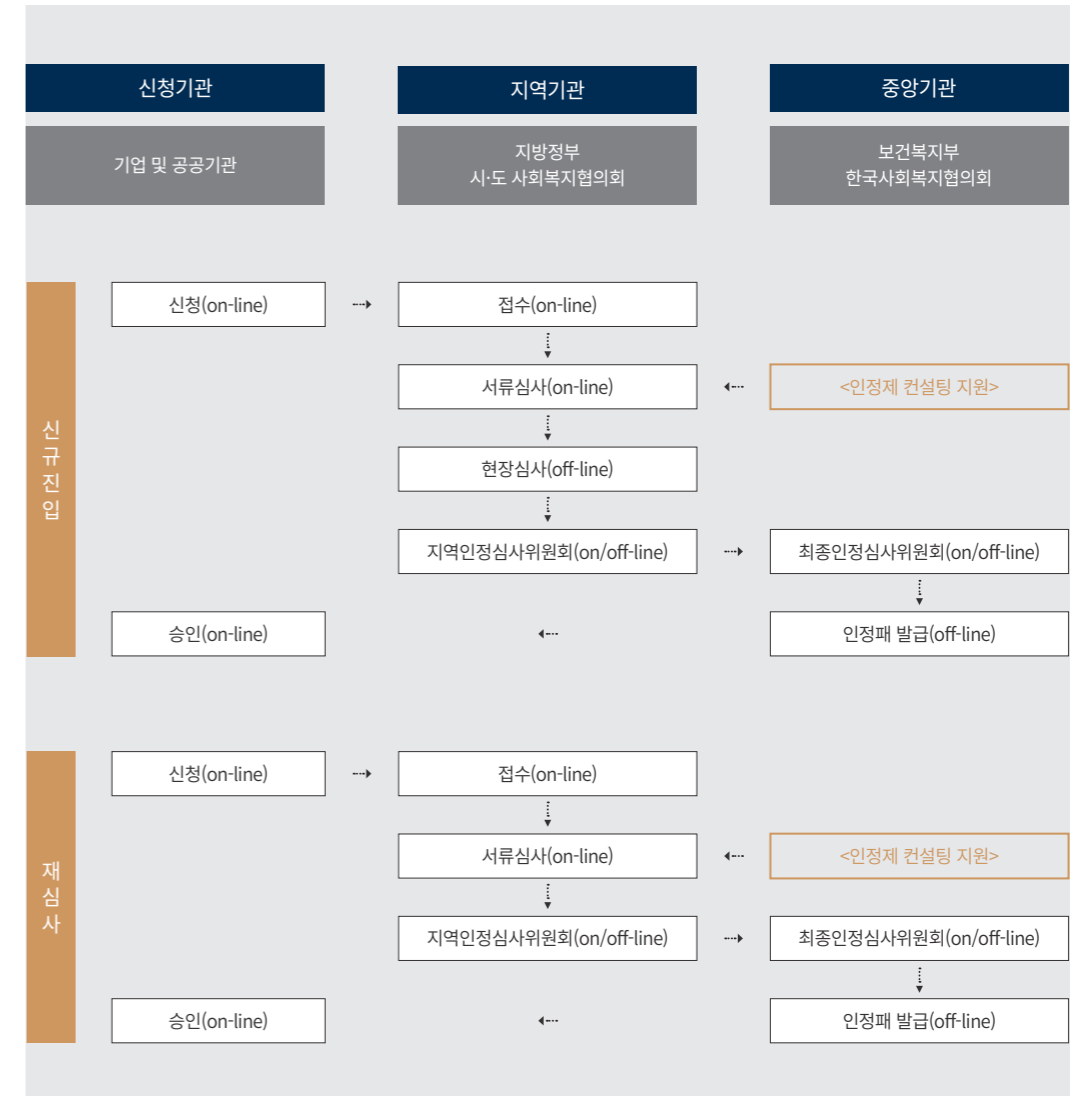 신청기관
지역기관
중앙기관
기업 및 공공기관
지방정부
시·도 사회복지협의회
보건복지부
한국사회복지협의회
신규진입
신청(on-line)
접수(on-line)
서류심사(on-line)
<인정제 컨설팅 지원>
현장심사(off-line)
지역인정심사위원회(on/off-line)
최종인정심사위원회(on/off-line)
승인(on-line)
인정패 발급(off-line)
재심사
신청(on-line)
접수(on-line)
서류심사(on-line)
<인정제 컨설팅 지원>
지역인정심사위원회(on/off-line)
최종인정심사위원회(on/off-line)
승인(on-line)
인정패 발급(off-line)